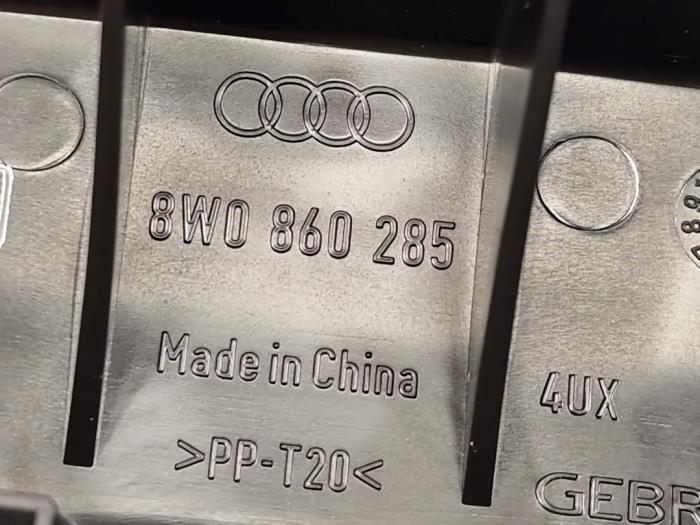 8W0 860 285
Made in China
>PP-T20<
4UX
GEBR